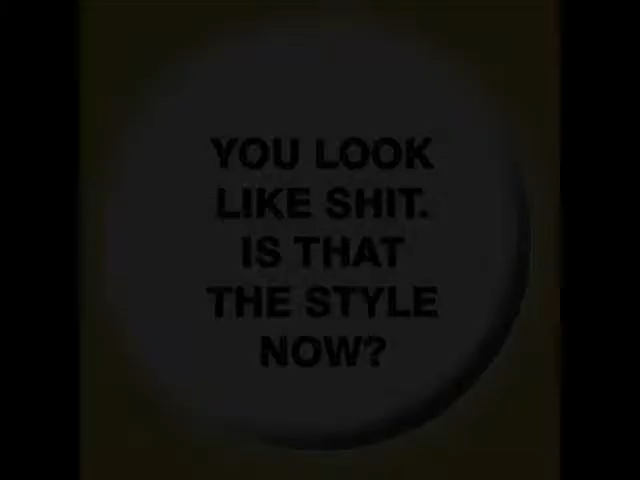 YOU LOOK
LIKE SHIT.
IS THAT
THE STYLE
NOW?